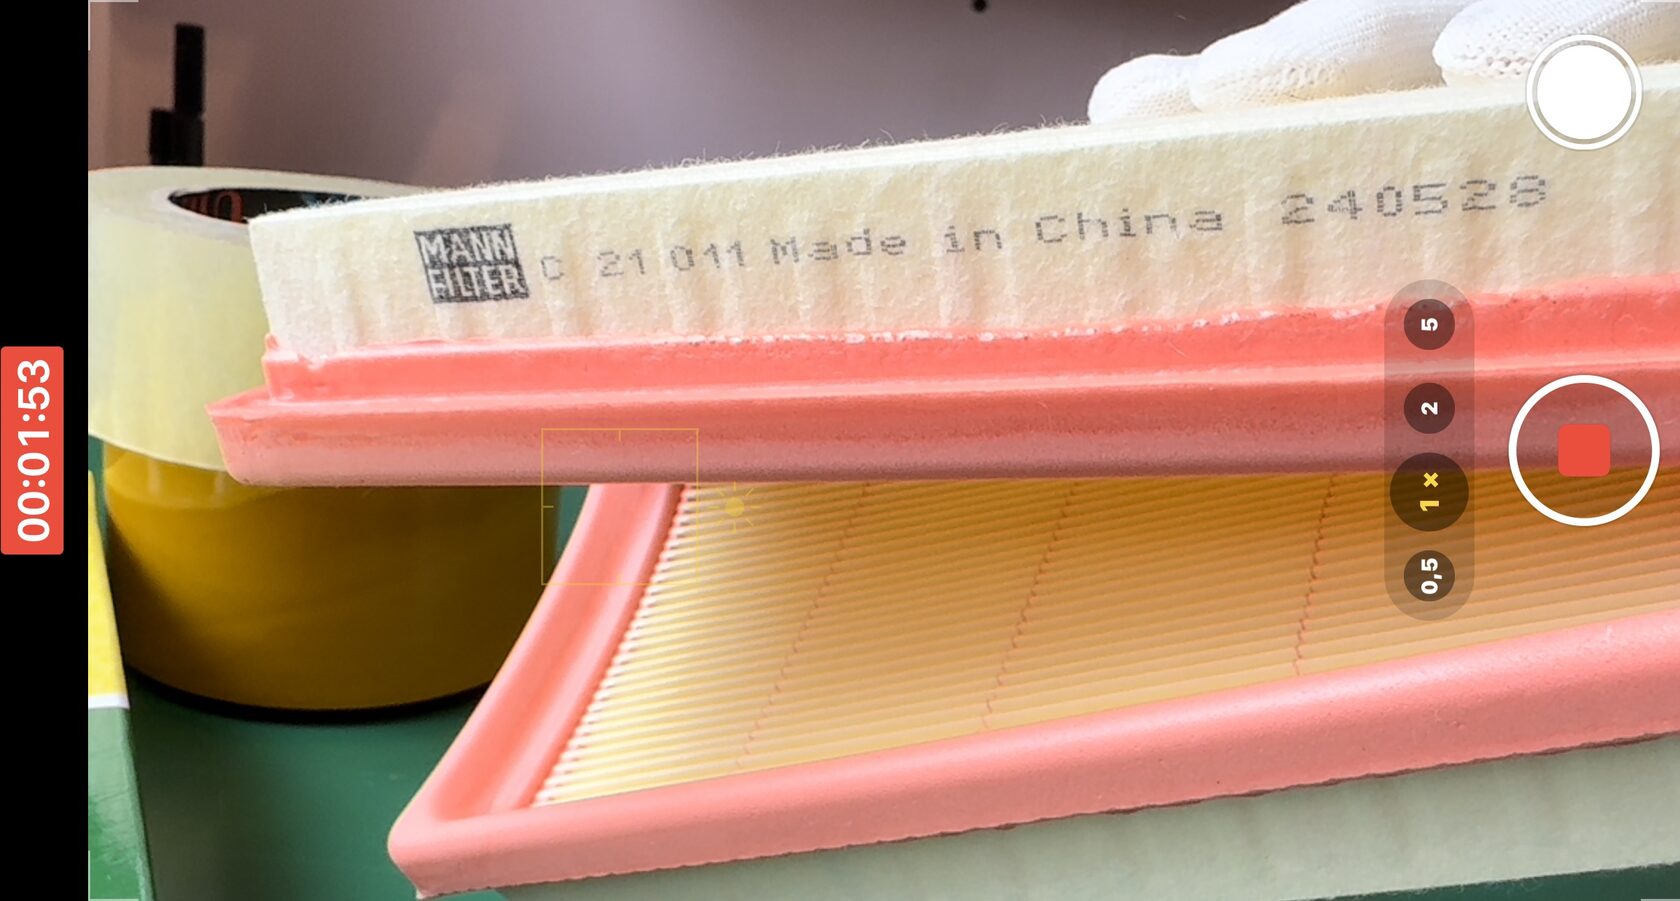 MANN
FILTER
C 21 011 Made in China 240528
00:01:53
5
2
1×
0,5